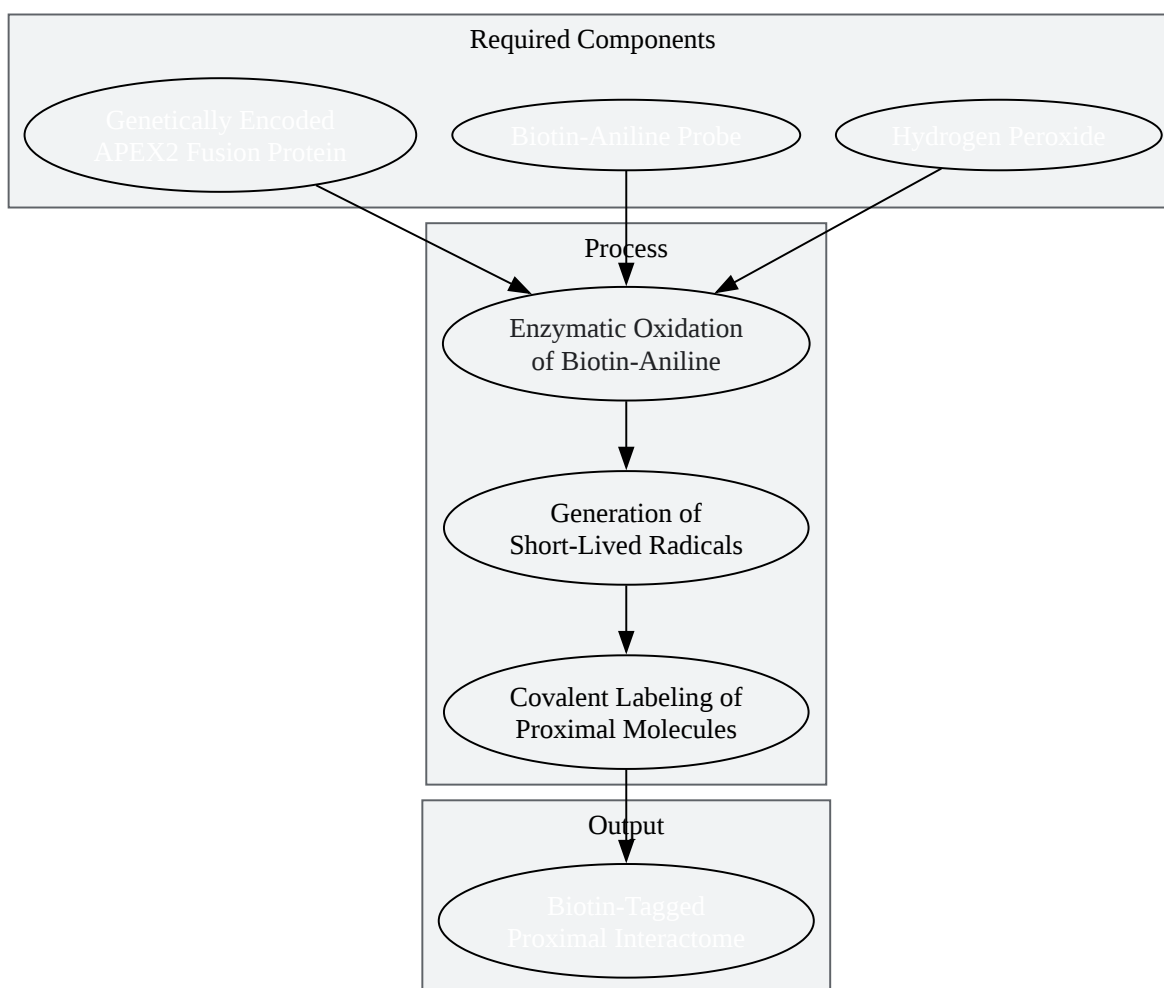 Required Components
Genetically Encoded
APEX2 Fusion Protein
Biotin-Aniline Probe
Hydrogen Peroxide
Process
Enzymatic Oxidation
of Biotin-Aniline
Generation of
Short-Lived Radicals
Covalent Labeling of
Proximal Molecules
Output
Biotin-Tagged
Proximal Interactome